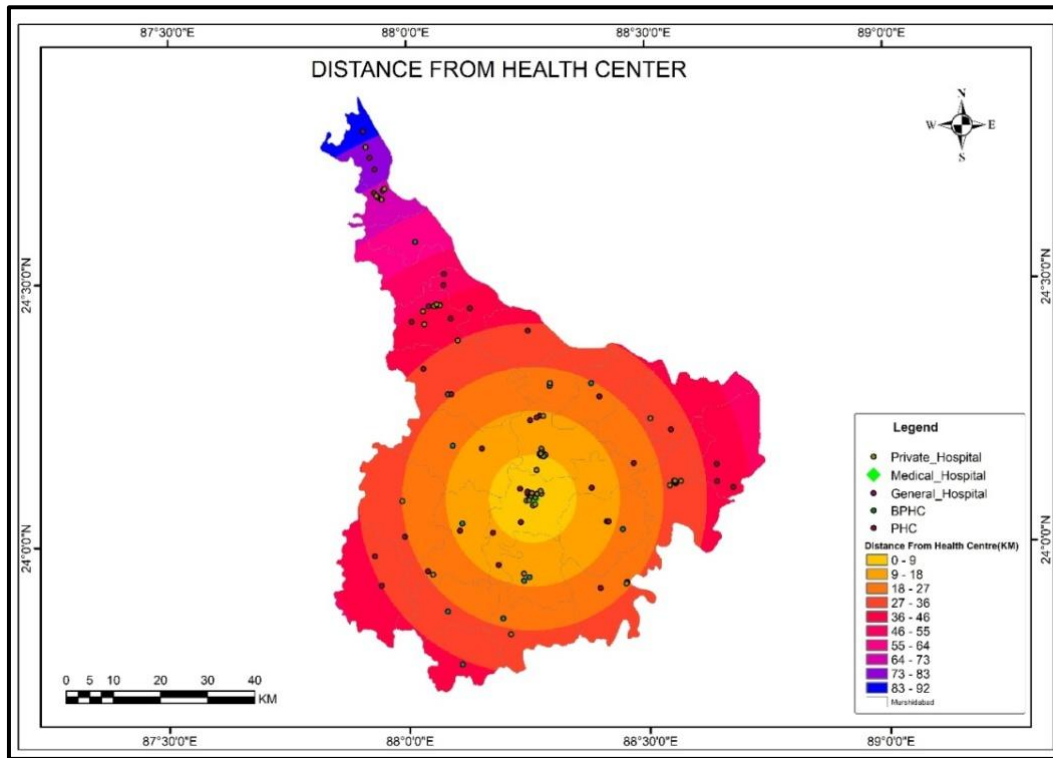 87°30'0"E 88°0'0"E 88°30'0"E 89°0'0"E
DISTANCE FROM HEALTH CENTER
N
W E
S
24°30'0"N
24°30'0"N
24°0'0"N
24°0'0"N
Legend
Private_Hospital
Medical_Hospital
General_Hospital
BPHC
PHC
Distance From Health Centre(KM)
0 - 9
9 - 18
18 - 27
27 - 36
36 - 46
46 - 55
55 - 64
64 - 73
73 - 83
83 - 92
Murshidabad
0 5 10 20 30 40
KM
87°30'0"E 88°0'0"E 88°30'0"E 89°0'0"E